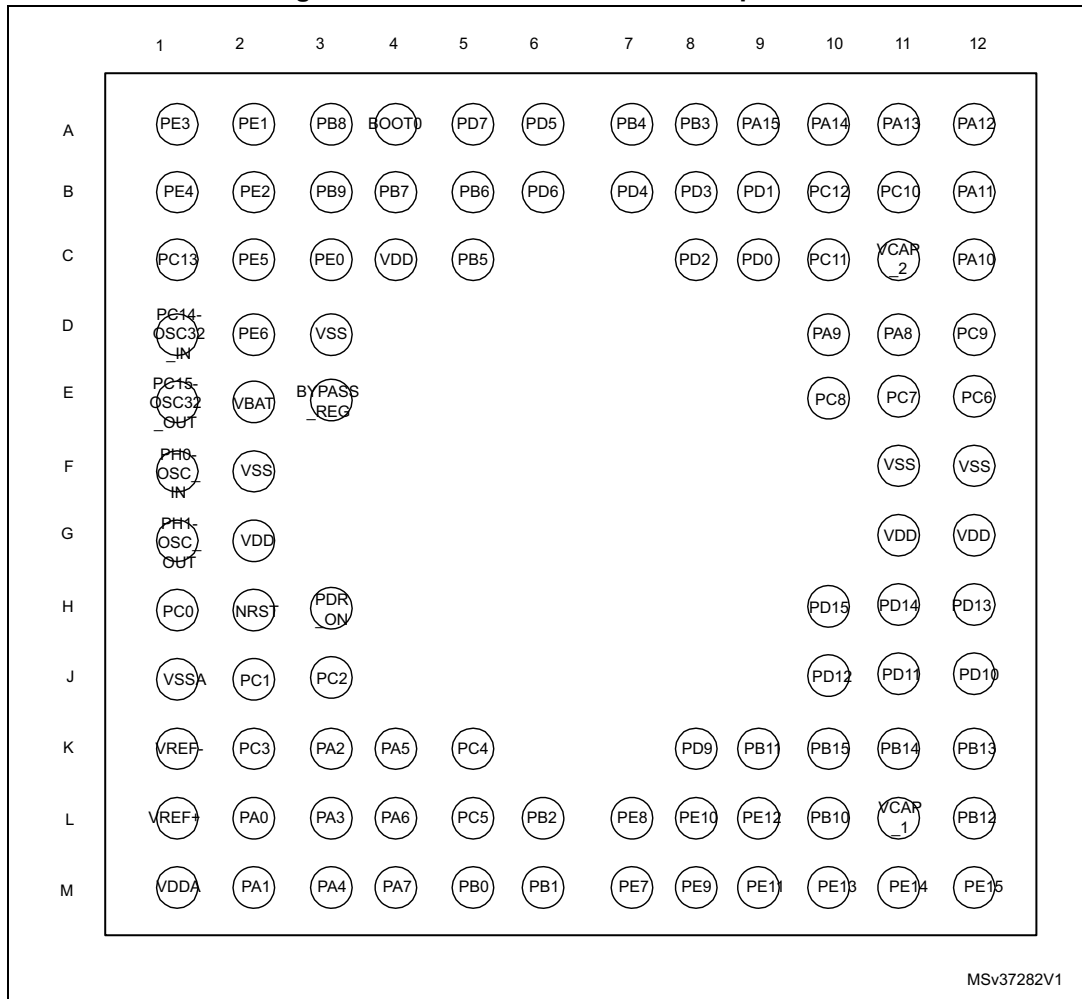 1 2 3 4 5 6 7 8 9 10 11 12
A PE3 PE1 PB8 BOOT0 PD7 PD5 PB4 PB3 PA15 PA14 PA13 PA12
B PE4 PE2 PB9 PB7 PB6 PD6 PD4 PD3 PD1 PC12 PC10 PA11
C PC13 PE5 PE0 VDD PB5 PD2 PD0 PC11 VCAP_2 PA10
D PC14-OSC32_IN PE6 VSS PA9 PA8 PC9
E PC15-OSC32_OUT VBAT BYPASS_REG PC8 PC7 PC6
F PH0-OSC_IN VSS VSS VSS
G PH1-OSC_OUT VDD VDD VDD
H PC0 NRST PDR_ON PD15 PD14 PD13
J VSSA PC1 PC2 PD12 PD11 PD10
K VREF- PC3 PA2 PA5 PC4 PD9 PB11 PB15 PB14 PB13
L VREF+ PA0 PA3 PA6 PC5 PB2 PE8 PE10 PE12 PB10 VCAP_1 PB12
M VDDA PA1 PA4 PA7 PB0 PB1 PE7 PE9 PE11 PE13 PE14 PE15
MSv37282V1